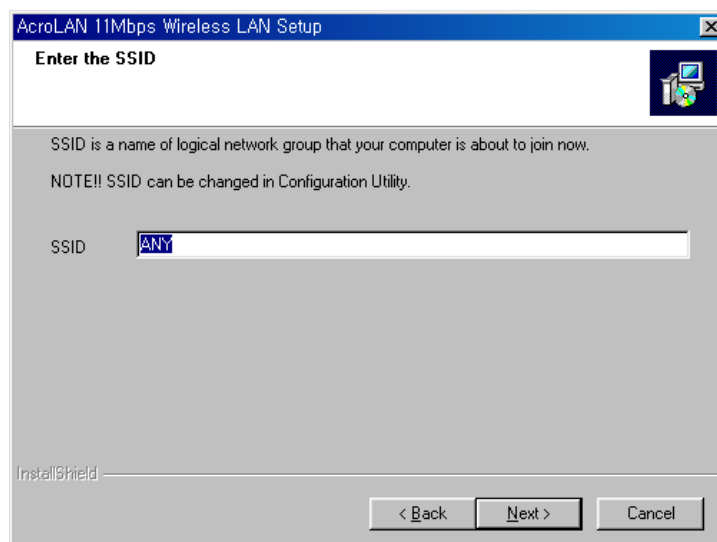 AcroLAN 11Mbps Wireless LAN Setup
Enter the SSID
SSID is a name of logical network group that your computer is about to join now.
NOTE!! SSID can be changed in Configuration Utility.
SSID ANY
InstallShield
< Back Next > Cancel